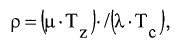 ρ = (μ · T_z) · /(λ · T_c),